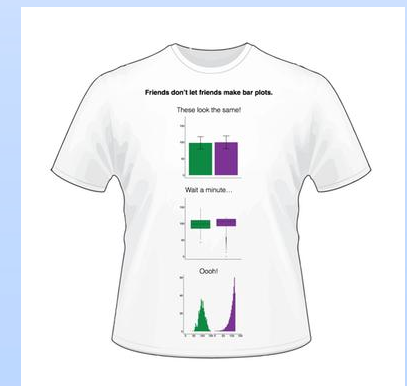 Friends don't let friends make bar plots.
These look the same!
Wait a minute...
Oooh!